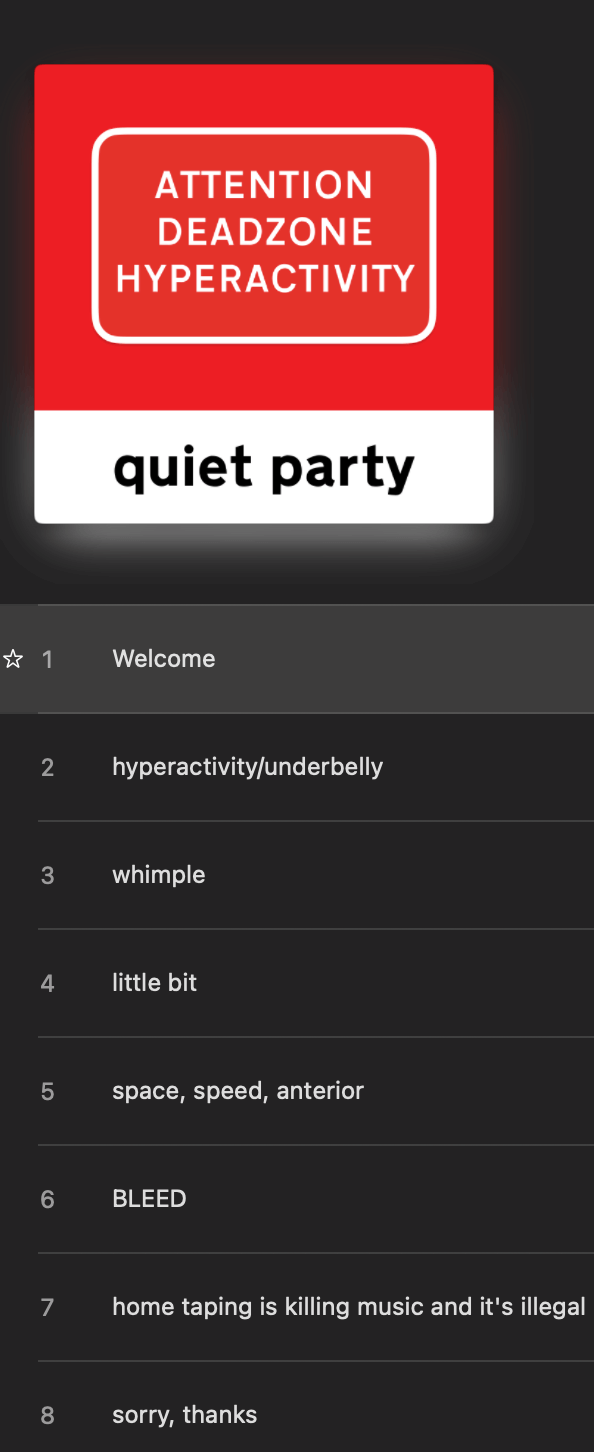 ATTENTION
DEADZONE
HYPERACTIVITY
quiet party
1 Welcome
2 hyperactivity/underbelly
3 whimple
4 little bit
5 space, speed, anterior
6 BLEED
7 home taping is killing music and it's illegal
8 sorry, thanks